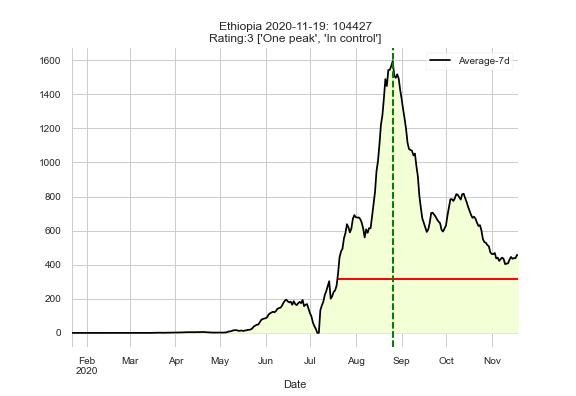 Ethiopia 2020-11-19: 104427
Rating:3 ['One peak', 'In control']
Average-7d
1600
1400
1200
1000
800
600
400
200
0
Feb Mar Apr May Jun Jul Aug Sep Oct Nov
2020
Date